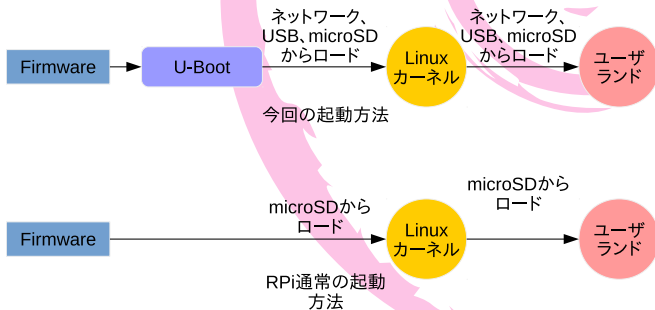 ネットワーク、
USB、microSD
からロード
ネットワーク、
USB、microSD
からロード
Firmware
U-Boot
Linux
カーネル
ユーザ
ランド
今回の起動方法
microSDから
ロード
microSDから
ロード
Firmware
Linux
カーネル
ユーザ
ランド
RPi通常の起動
方法